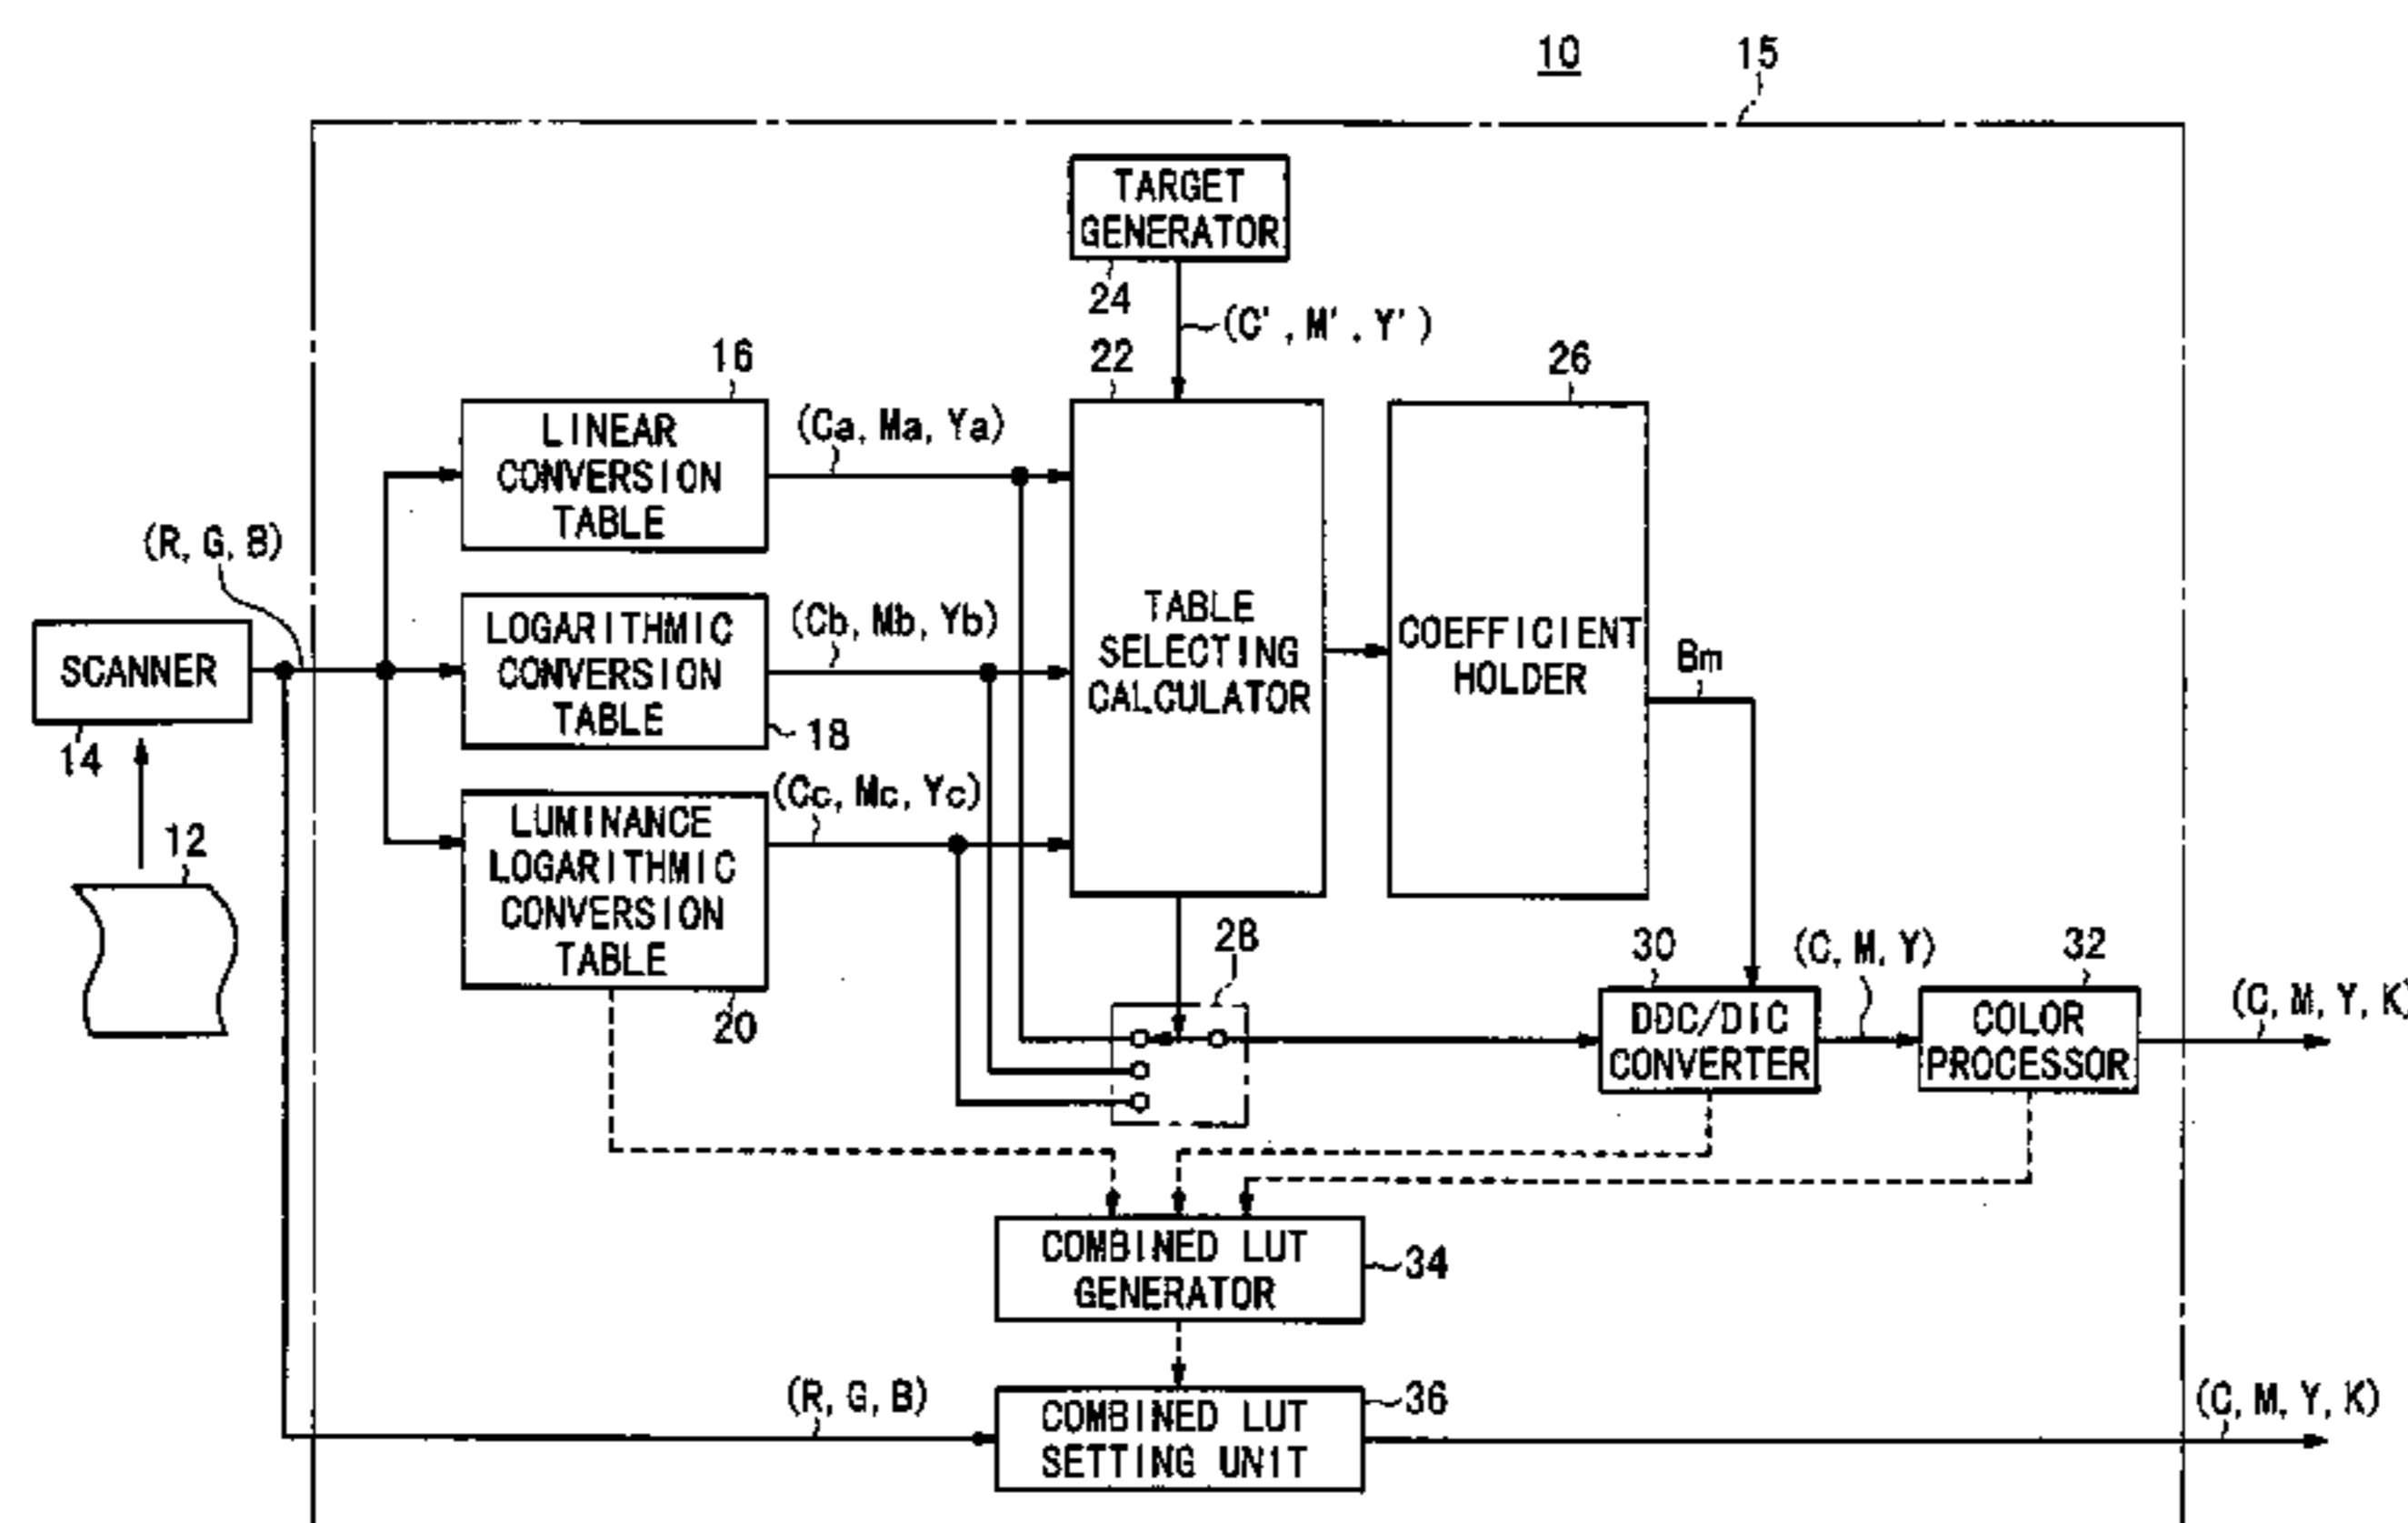 10
15
TARGET
GENERATOR
24
(C', M'. Y')
16
22
26
LINEAR
CONVERSION
TABLE
(Ca, Ma, Ya)
(R, G, B)
SCANNER
14
LOGARITHMIC
CONVERSION
TABLE
18
(Cb, Mb, Yb)
TABLE
SELECTING
CALCULATOR
COEFFICIENT
HOLDER
Bm
12
LUMINANCE
LOGARITHMIC
CONVERSION
TABLE
20
(Cc, Mc, Yc)
28
30
DDC/DIC
CONVERTER
(C, M, Y)
32
COLOR
PROCESSOR
(C, M, Y, K)
COMBINED LUT
GENERATOR
34
(R, G, B)
COMBINED LUT
SETTING UNIT
36
(C, M, Y, K)